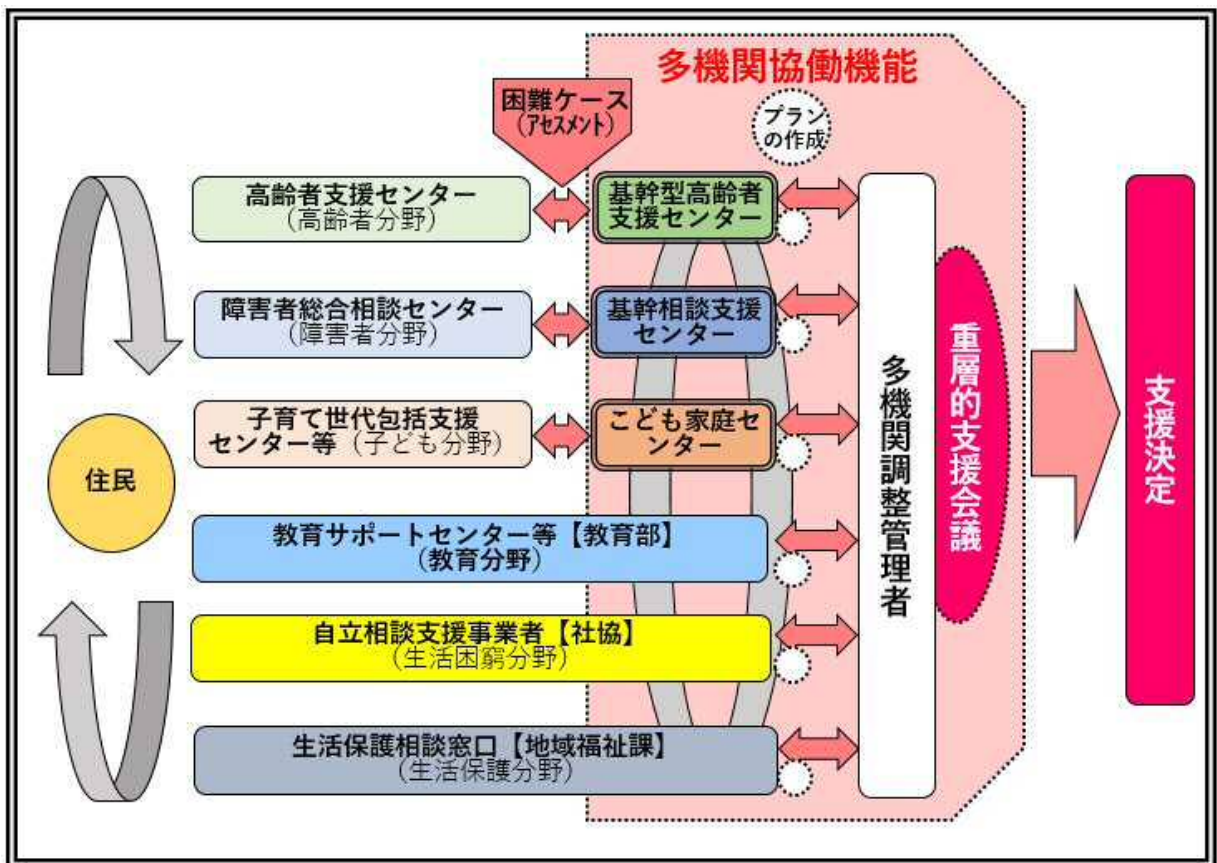 多機関協働機能
困難ケース
（アセスメント）
プラン
の作成
高齢者支援センター
（高齢者分野）
基幹型高齢者
支援センター
障害者総合相談センター
（障害者分野）
基幹相談支援
センター
子育て世代包括支援
センター等（子ども分野）
こども家庭セ
ンター
住民
教育サポートセンター等【教育部】
（教育分野）
自立相談支援事業者【社協】
（生活困窮分野）
生活保護相談窓口【地域福祉課】
（生活保護分野）
多機関調整管理者
重層的支援会議
支援決定